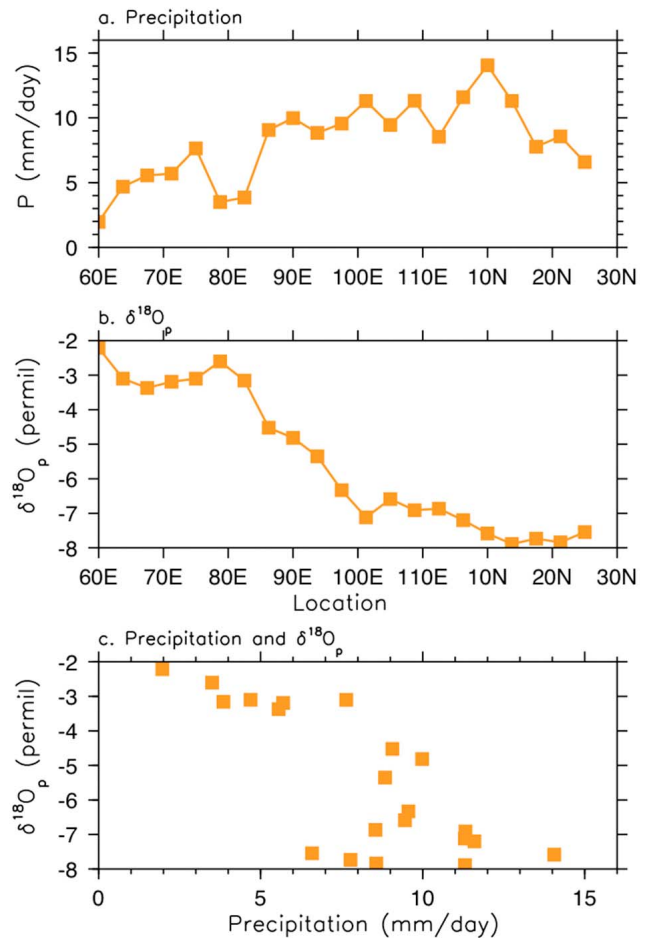 a. Precipitation
P (mm/day)
15
10
5
0
60E 70E 80E 90E 100E 110E 10N 20N 30N
b. δ¹⁸Oₚ
δ¹⁸Oₚ (permil)
-2
-3
-4
-5
-6
-7
-8
60E 70E 80E 90E 100E 110E 10N 20N 30N
Location
c. Precipitation and δ¹⁸Oₚ
δ¹⁸Oₚ (permil)
-2
-3
-4
-5
-6
-7
-8
0 5 10 15
Precipitation (mm/day)